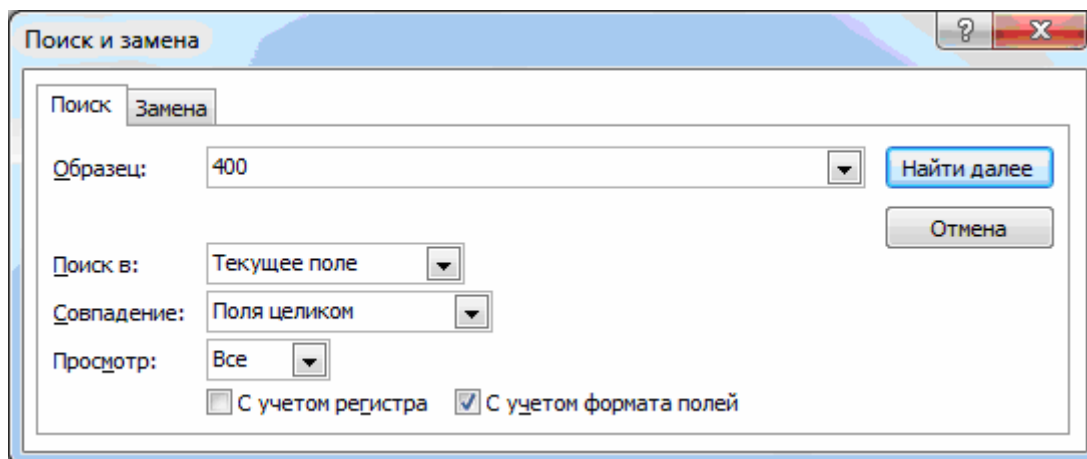 Поиск и замена
Поиск Замена
Образец: 400 Найти далее
Отмена
Поиск в: Текущее поле
Совпадение: Поля целиком
Просмотр: Все
С учетом регистра С учетом формата полей